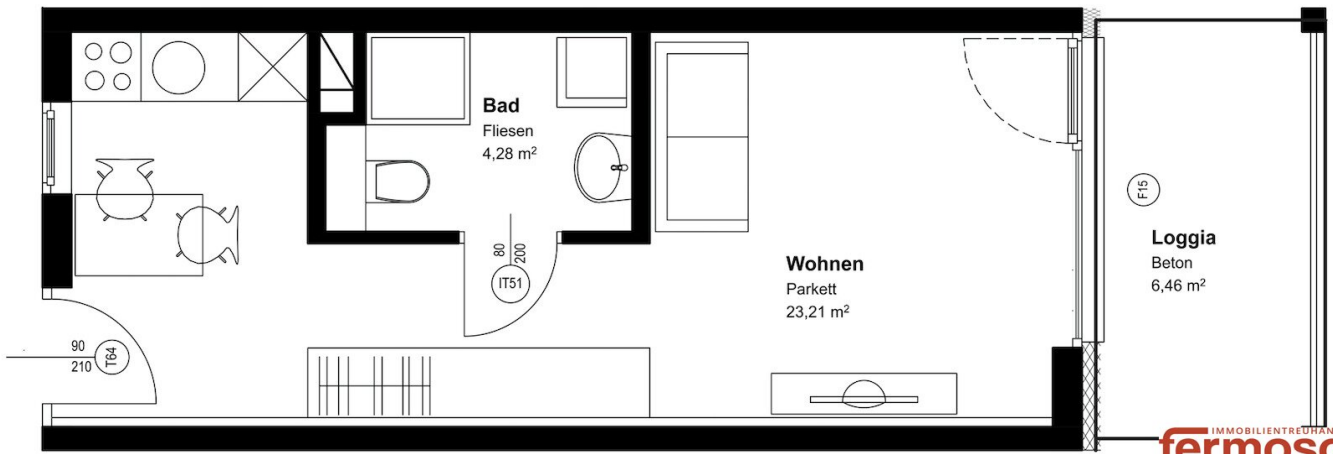 Bad
Fliesen
4,28 m²
80
200
IT51
Wohnen
Parkett
23,21 m²
F15
Loggia
Beton
6,46 m²
90
210
T64